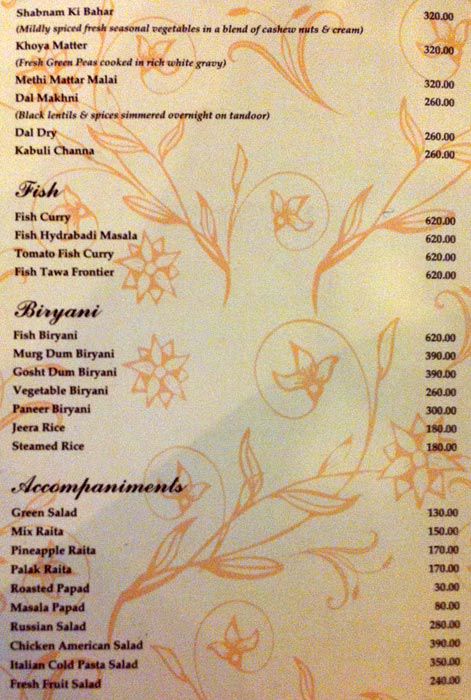 Shabnam Ki Bahar 320.00
(Mildly spiced fresh seasonal vegetables in a blend of cashew nuts & cream)
Khoya Matter 320.00
(Fresh Green Peas cooked in rich white gravy)
Methi Mattar Malai 320.00
Dal Makhni 260.00
(Black lentils & spices simmered overnight on tandoor)
Dal Dry 260.00
Kabuli Channa 260.00
Fish
Fish Curry 620.00
Fish Hydrabadi Masala 620.00
Tomato Fish Curry 620.00
Fish Tawa Frontier 620.00
Biryani
Fish Biryani 620.00
Murg Dum Biryani 390.00
Gosht Dum Biryani 390.00
Vegetable Biryani 260.00
Paneer Biryani 300.00
Jeera Rice 180.00
Steamed Rice 180.00
Accompaniments
Green Salad 130.00
Mix Raita 150.00
Pineapple Raita 170.00
Palak Raita 170.00
Roasted Papad 30.00
Masala Papad 80.00
Russian Salad 280.00
Chicken American Salad 390.00
Italian Cold Pasta Salad 350.00
Fresh Fruit Salad 240.00